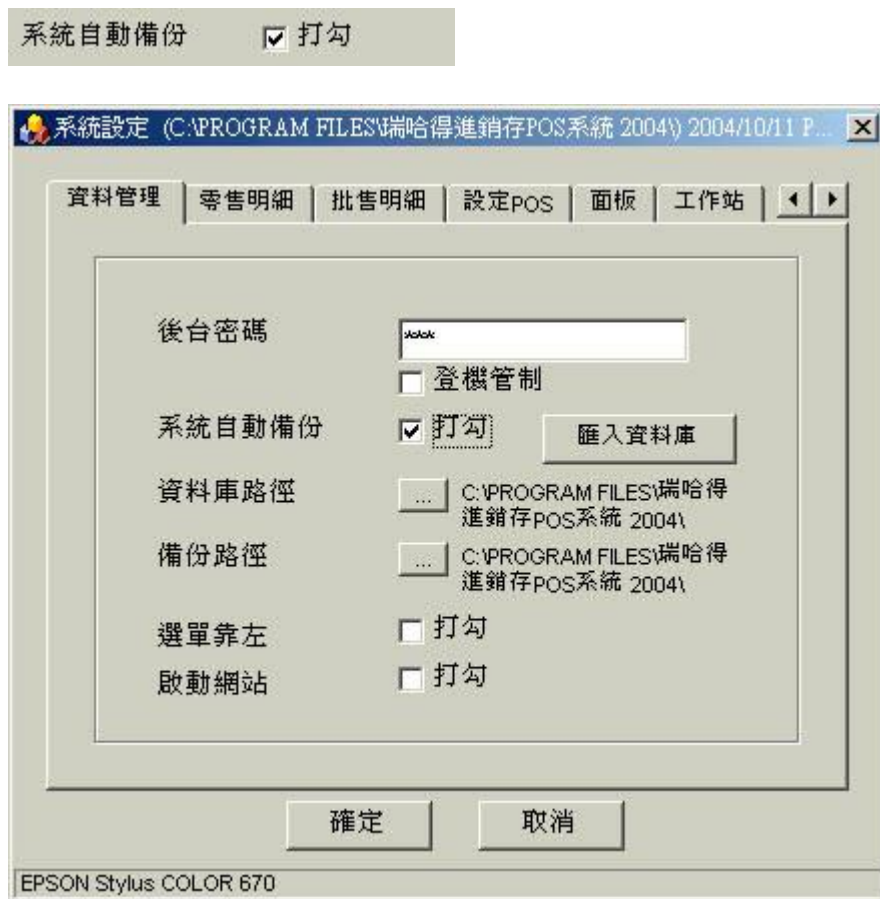 系統自動備份 打勾
系統設定 (C:\PROGRAM FILES\瑞哈得進銷存POS系統 2004\) 2004/10/11 P...
資料管理 零售明細 批售明細 設定POS 面板 工作站
後台密碼 ****
登機管制
系統自動備份 打勾 匯入資料庫
資料庫路徑 ... C:\PROGRAM FILES\瑞哈得
進銷存POS系統 2004\
備份路徑 ... C:\PROGRAM FILES\瑞哈得
進銷存POS系統 2004\
選單靠左 打勾
啟動網站 打勾
確定 取消
EPSON Stylus COLOR 670